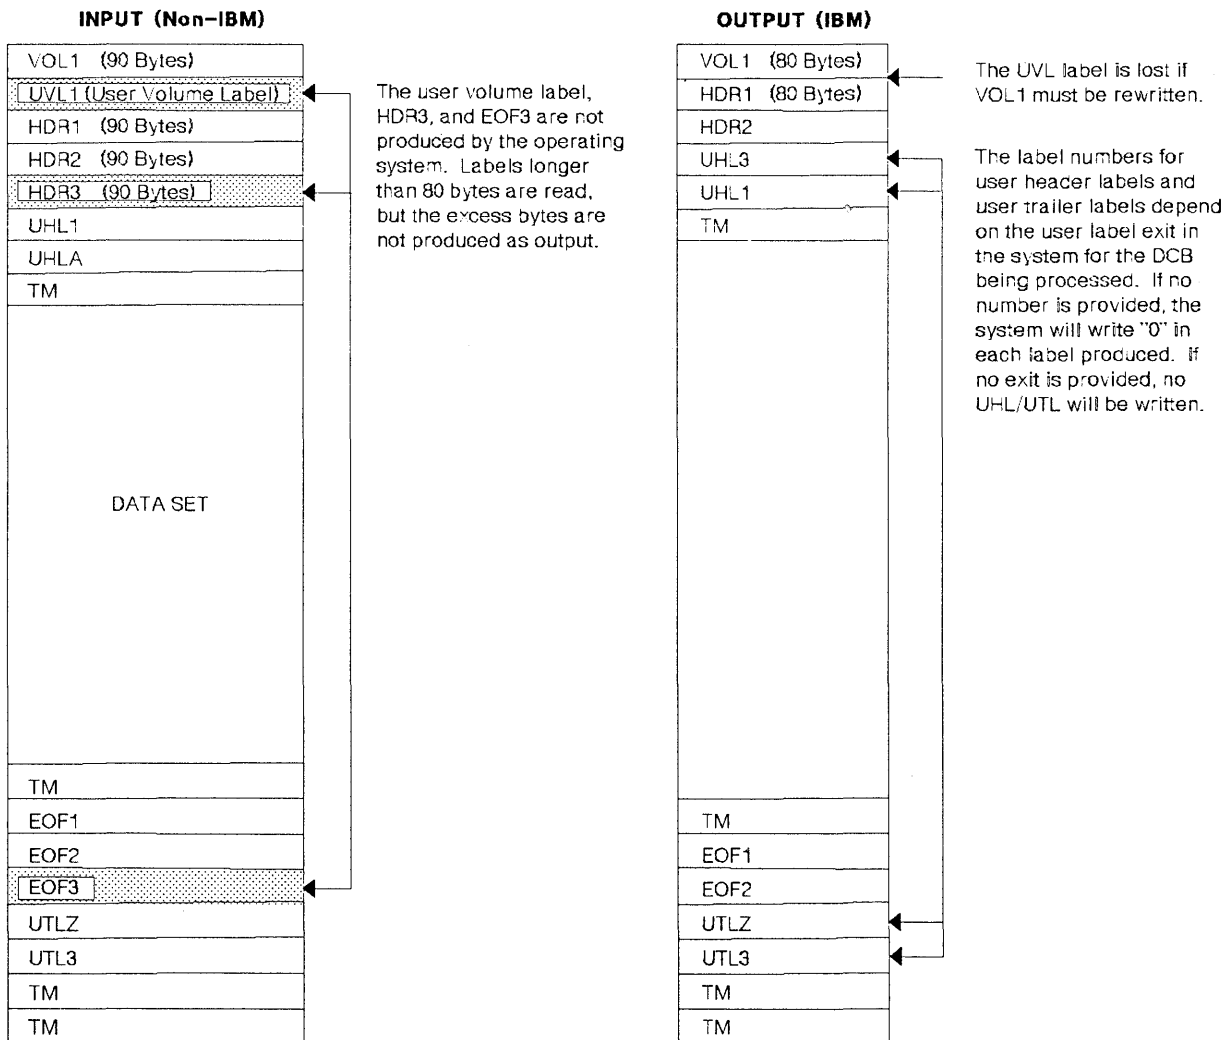 INPUT (Non-IBM)
VOL1 (90 Bytes)
UVL1 (User Volume Label)
HDR1 (90 Bytes)
HDR2 (90 Bytes)
HDR3 (90 Bytes)
UHL1
UHLA
TM
DATA SET
TM
EOF1
EOF2
EOF3
UTLZ
UTL3
TM
TM
The user volume label,
HDR3, and EOF3 are not
produced by the operating
system. Labels longer
than 80 bytes are read,
but the excess bytes are
not produced as output.
OUTPUT (IBM)
VOL1 (80 Bytes)
HDR1 (80 Bytes)
HDR2
UHL3
UHL1
TM
TM
EOF1
EOF2
UTLZ
UTL3
TM
TM
The UVL label is lost if
VOL1 must be rewritten.
The label numbers for
user header labels and
user trailer labels depend
on the user label exit in
the system for the DCB
being processed. If no
number is provided, the
system will write "0" in
each label produced. If
no exit is provided, no
UHL/UTL will be written.